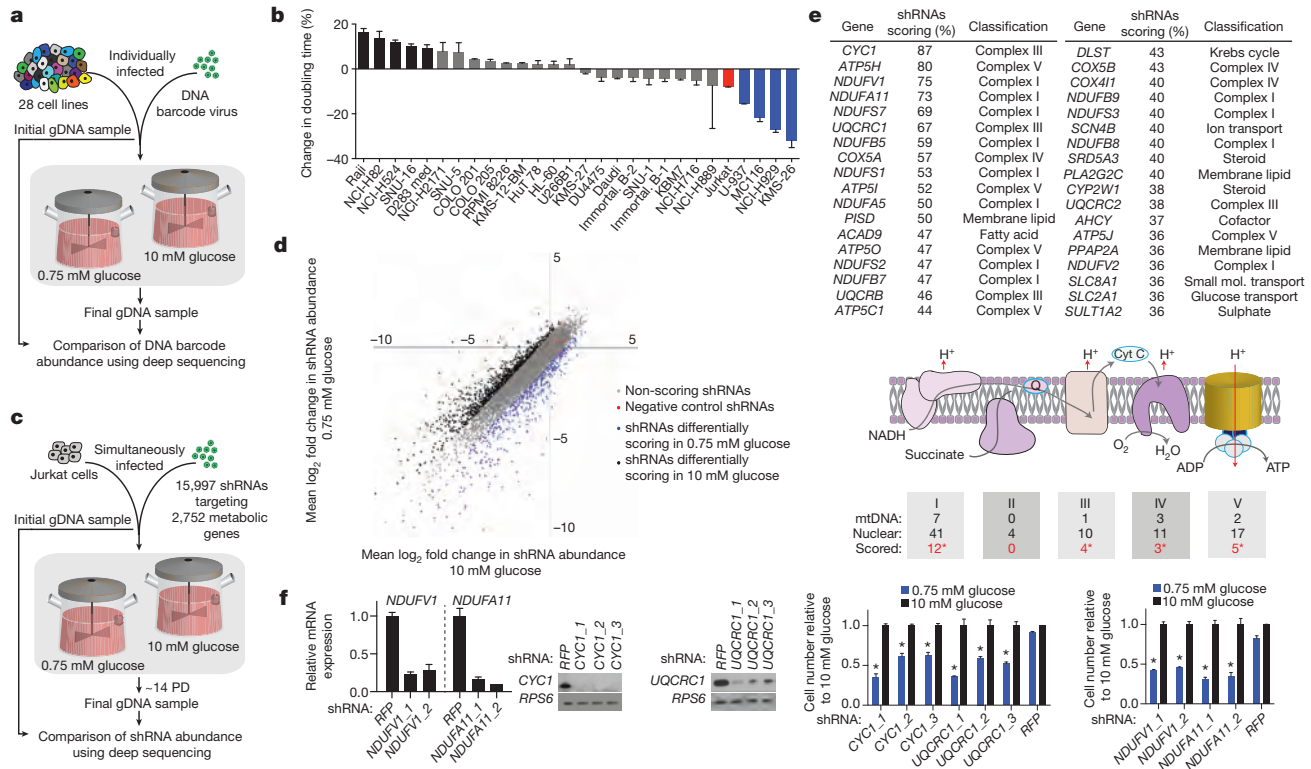 a
Individually
infected
28 cell lines
DNA
barcode virus
Initial gDNA sample
0.75 mM glucose
10 mM glucose
Final gDNA sample
Comparison of DNA barcode
abundance using deep sequencing
b
Change in doubling time (%)
20
0
−20
−40
Raji
NCI-H82
NCI-H524
SNU-16
D283 med
NCI-H2171
SNU-5
COLO 201
COLO 205
RPMI 8226
KMS-12-BM
HuT 78
HL-60
U266B1
KMS-27
DU4475
Daudi
Immortal B-2
SNU-1
Immortal B-1
KBM7
NCI-H716
NCI-H889
Jurkat
U-937
MC116
NCI-H929
KMS-26
c
Simultaneously
infected
Jurkat cells
15,997 shRNAs
targeting
2,752 metabolic
genes
Initial gDNA sample
0.75 mM glucose
10 mM glucose
~14 PD
Final gDNA sample
Comparison of shRNA abundance
using deep sequencing
d
Mean log2 fold change in shRNA abundance
0.75 mM glucose
5
−10
−5
5
−5
−10
Non-scoring shRNAs
Negative control shRNAs
shRNAs differentially
scoring in 0.75 mM glucose
shRNAs differentially
scoring in 10 mM glucose
Mean log2 fold change in shRNA abundance
10 mM glucose
e
Gene shRNAs scoring (%) Classification Gene shRNAs scoring (%) Classification
CYC1 87 Complex III DLST 43 Krebs cycle
ATP5H 80 Complex V COX5B 43 Complex IV
NDUFV1 75 Complex I COX4I1 40 Complex IV
NDUFA11 73 Complex I NDUFB9 40 Complex I
NDUFS7 69 Complex I NDUFS3 40 Complex I
UQCRC1 67 Complex III SCN4B 40 Ion transport
NDUFB5 59 Complex I NDUFB8 40 Complex I
COX5A 57 Complex IV SRD5A3 40 Steroid
NDUFS1 53 Complex I PLA2G2C 40 Membrane lipid
ATP5I 52 Complex V CYP2W1 38 Steroid
NDUFA5 50 Complex I UQCRC2 38 Complex III
PISD 50 Membrane lipid AHCY 37 Cofactor
ACAD9 47 Fatty acid ATP5J 36 Complex V
ATP5O 47 Complex V PPAP2A 36 Membrane lipid
NDUFS2 47 Complex I NDUFV2 36 Complex I
NDUFB7 47 Complex I SLC8A1 36 Small mol. transport
UQCRB 46 Complex III SLC2A1 36 Glucose transport
ATP5C1 44 Complex V SULT1A2 36 Sulphate
H+
H+
Cyt C
H+
H+
Q
NADH
Succinate
O2
H2O
ADP
ATP
I II III IV V
mtDNA: 7 0 1 3 2
Nuclear: 41 4 10 11 17
Scored: 12* 0 4* 3* 5*
f
Relative mRNA
expression
NDUFV1
NDUFA11
1.0
0.5
0
shRNA:
RFP
NDUFV1_1
NDUFV1_2
RFP
NDUFA11_1
NDUFA11_2
shRNA:
RFP
CYC1_1
CYC1_2
CYC1_3
CYC1
RPS6
shRNA:
RFP
UQCRC1_1
UQCRC1_2
UQCRC1_3
UQCRC1
RPS6
0.75 mM glucose
10 mM glucose
Cell number relative
to 10 mM glucose
1.0
0.5
0
* * * * * *
shRNA:
CYC1_1
CYC1_2
CYC1_3
UQCRC1_1
UQCRC1_2
UQCRC1_3
RFP
0.75 mM glucose
10 mM glucose
Cell number relative
to 10 mM glucose
1.0
0.5
0
* * * *
shRNA:
NDUFV1_1
NDUFV1_2
NDUFA11_1
NDUFA11_2
RFP